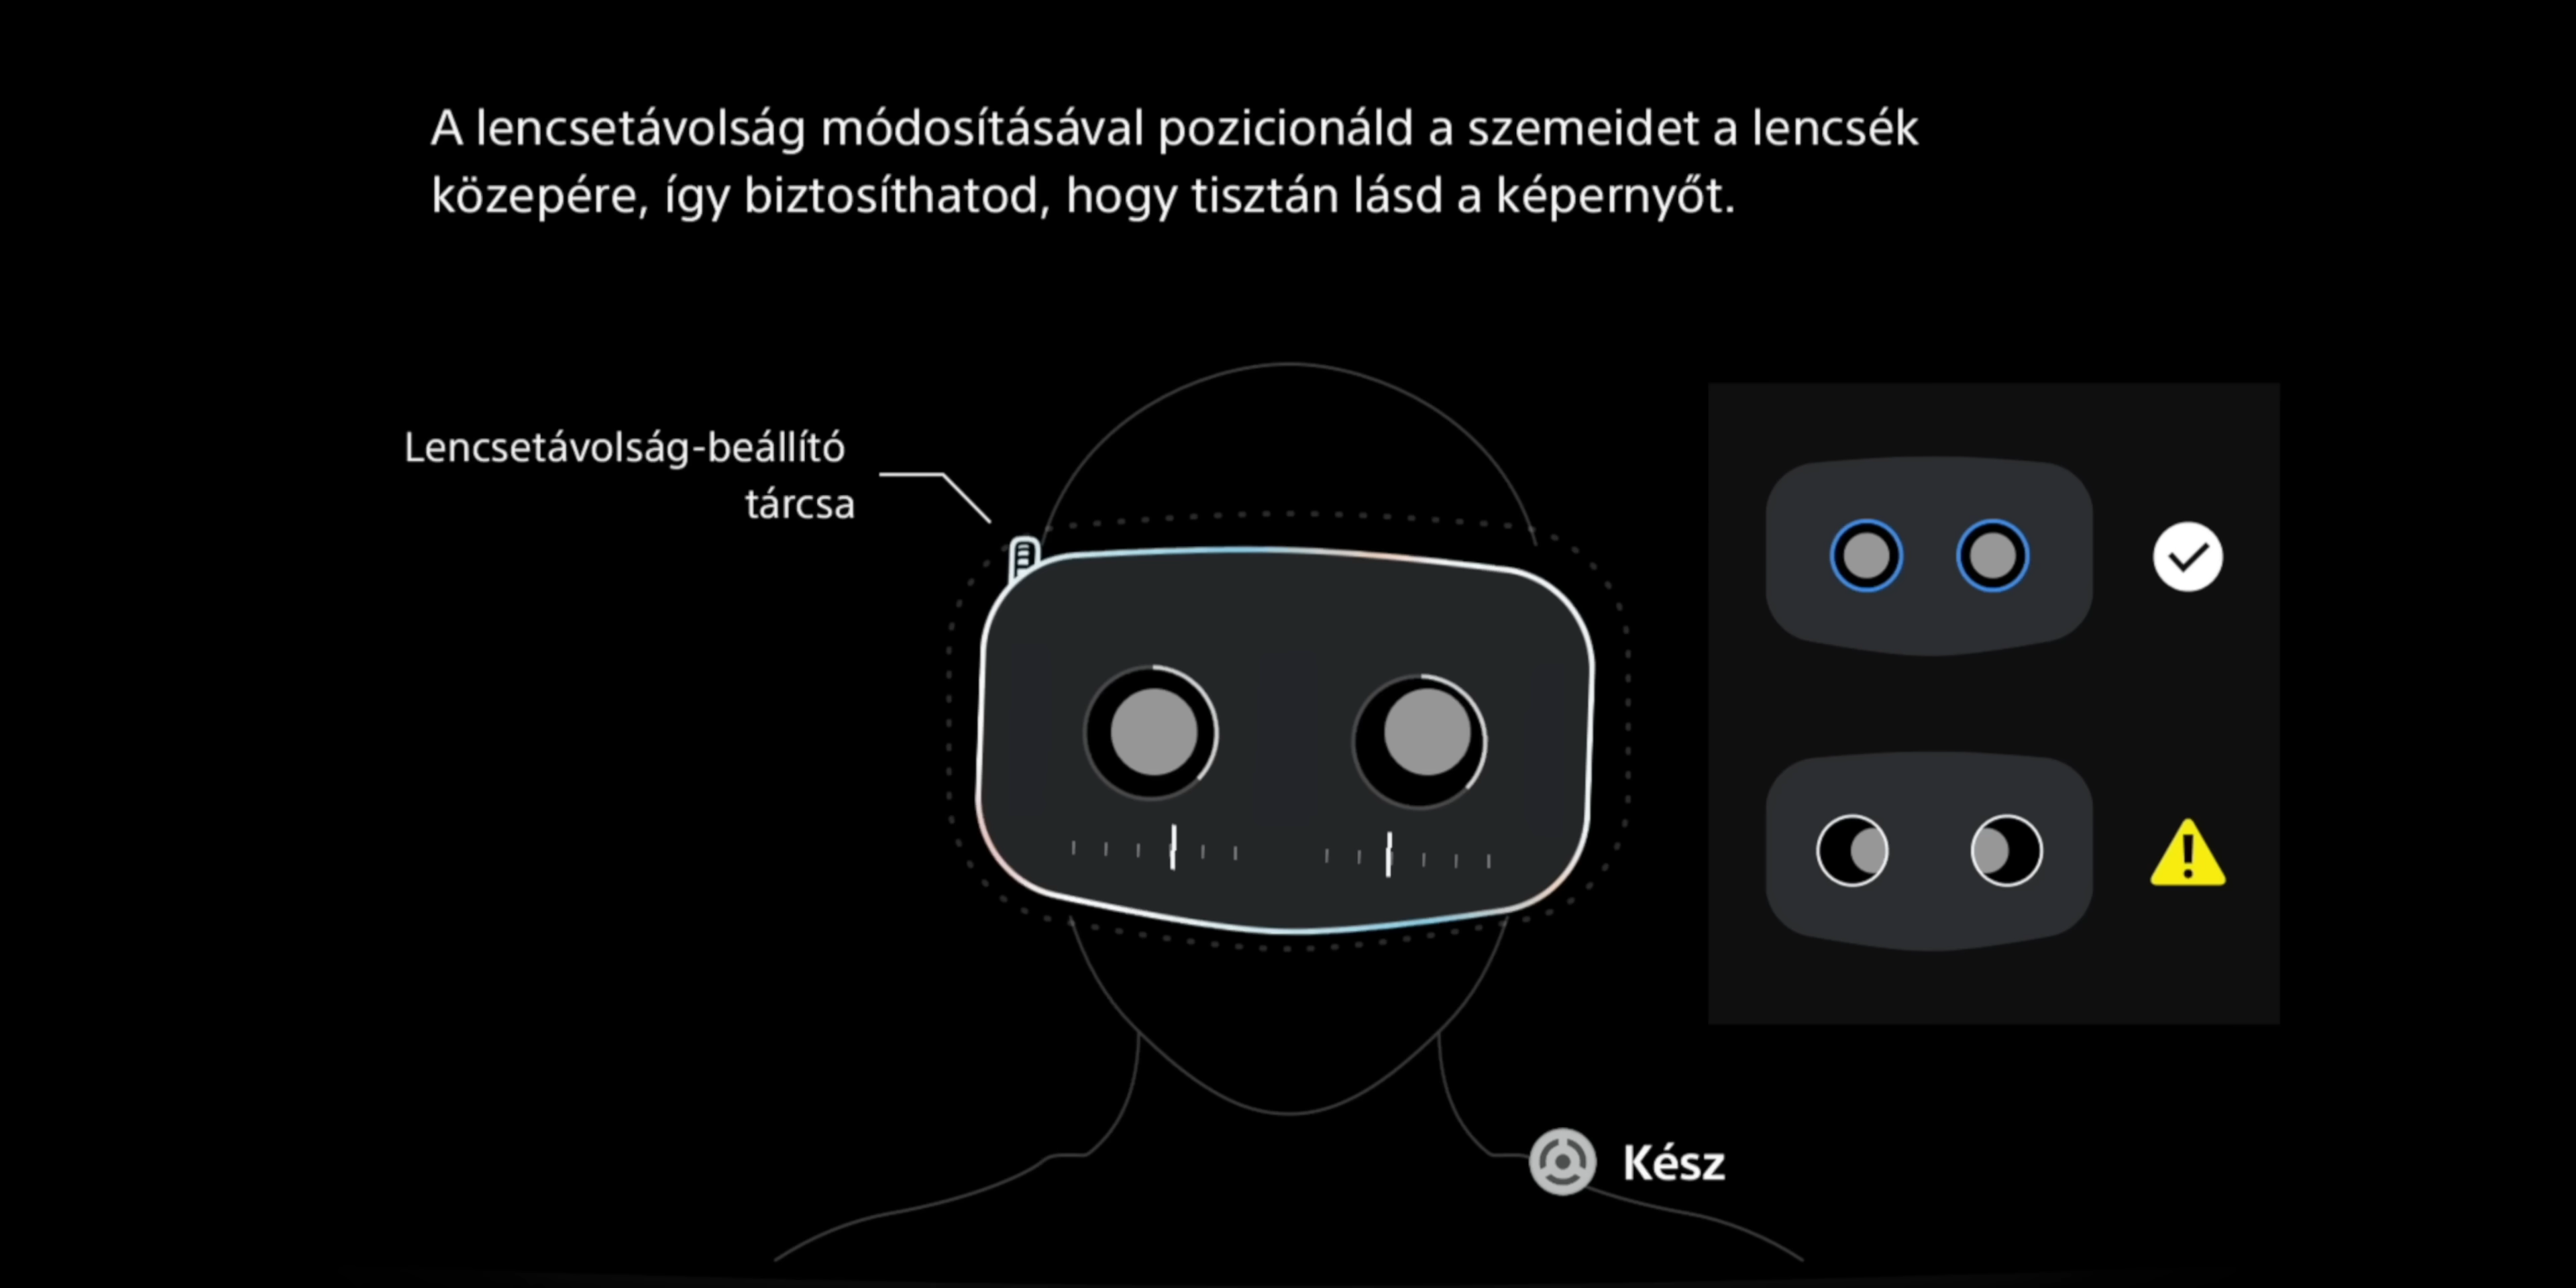 A lencsetávolság módosításával pozicionáld a szemeidet a lencsék
közepére, így biztosíthatod, hogy tisztán lásd a képernyőt.
Lencsetávolság-beállító
tárcsa
Kész